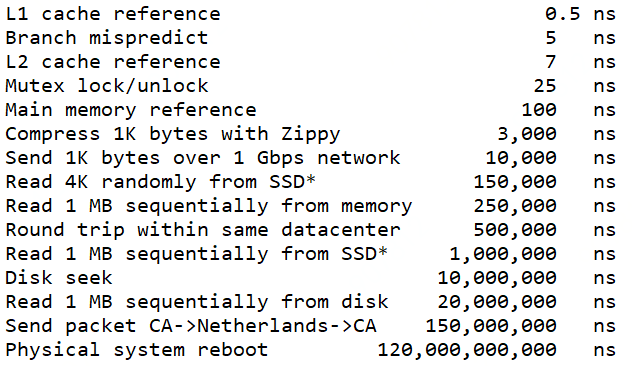 L1 cache reference 0.5 ns
Branch mispredict 5 ns
L2 cache reference 7 ns
Mutex lock/unlock 25 ns
Main memory reference 100 ns
Compress 1K bytes with Zippy 3,000 ns
Send 1K bytes over 1 Gbps network 10,000 ns
Read 4K randomly from SSD* 150,000 ns
Read 1 MB sequentially from memory 250,000 ns
Round trip within same datacenter 500,000 ns
Read 1 MB sequentially from SSD* 1,000,000 ns
Disk seek 10,000,000 ns
Read 1 MB sequentially from disk 20,000,000 ns
Send packet CA->Netherlands->CA 150,000,000 ns
Physical system reboot 120,000,000,000 ns